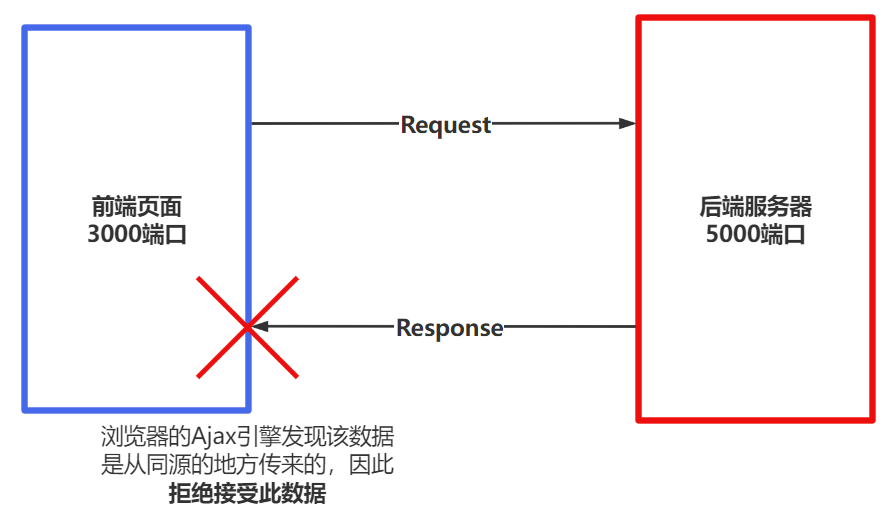 Request
前端页面
3000端口
后端服务器
5000端口
Response
浏览器的Ajax引擎发现该数据
是从同源的地方传来的，因此
拒绝接受此数据